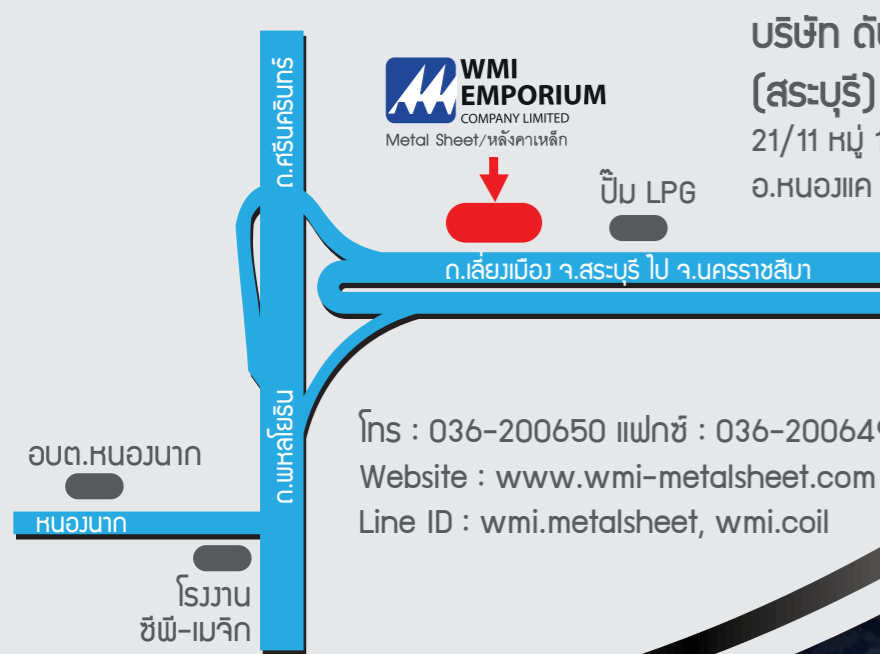 บริษัท
(สระบุรี)
21/11 หมู่
อ.หนองแค
WMI
EMPORIUM
COMPANY LIMITED
Metal Sheet/หลังคาเหล็ก
ถ.ศรีนครินทร์
ปั๊ม LPG
ถ.เลี่ยงเมือง จ.สระบุรี ไป จ.นครราชสีมา
ถ.พหลโยธิน
โทร : 036-200650 แฟกซ์ : 036-200649
Website : www.wmi-metalsheet.com
Line ID : wmi.metalsheet, wmi.coil
อบต.หนองนาก
หนองนาก
โรงงาน
ซีพี-เมจิก